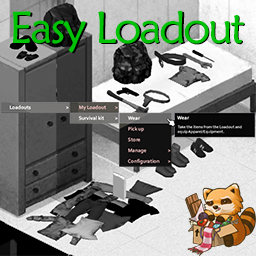 Easy Loadout
Loadouts > My Loadout > Wear Wear
Survival kit > Pick up Take the items from the Loadout and
Store equip Apparel/Equipment.
Manage >
Configuration >